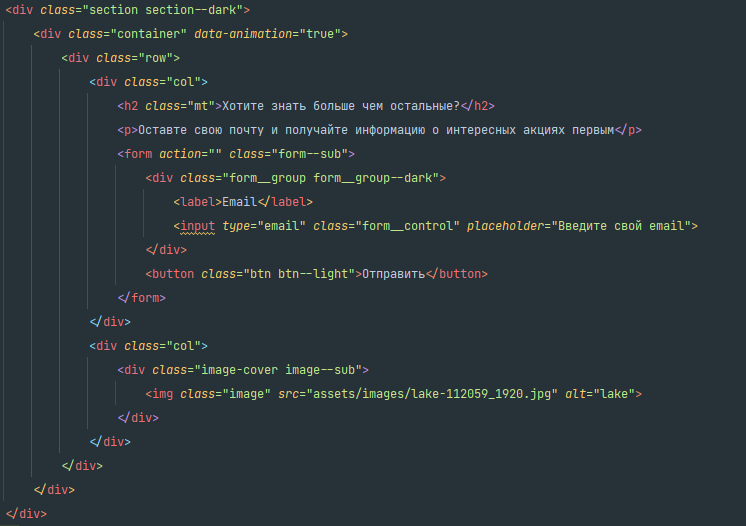 <div class="section section--dark">
<div class="container" data-animation="true">
<div class="row">
<div class="col">
<h2 class="mt">Хотите знать больше чем остальные?</h2>
<p>Оставте свою почту и получайте информацию о интересных акциях первым</p>
<form action="" class="form--sub">
<div class="form__group form__group--dark">
<label>Email</label>
<input type="email" class="form__control" placeholder="Введите свой email">
</div>
<button class="btn btn--light">Отправить</button>
</form>
</div>
<div class="col">
<div class="image-cover image--sub">
<img class="image" src="assets/images/lake-112059_1920.jpg" alt="lake">
</div>
</div>
</div>
</div>
</div>